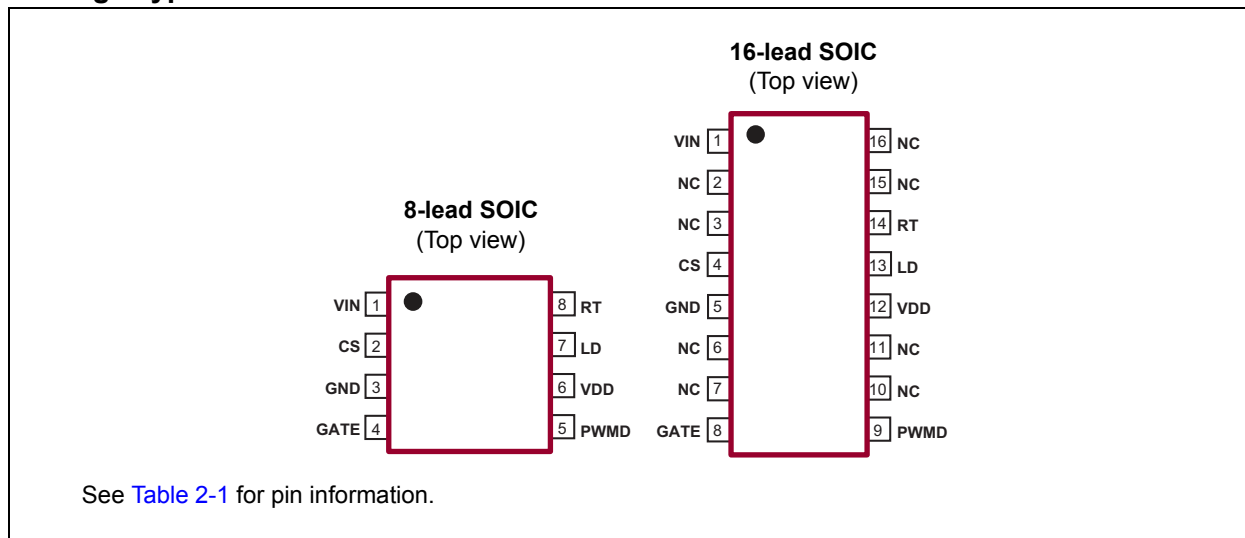 16-lead SOIC
(Top view)
VIN 1
NC 2
NC 3
CS 4
GND 5
NC 6
NC 7
GATE 8
16 NC
15 NC
14 RT
13 LD
12 VDD
11 NC
10 NC
9 PWMD
8-lead SOIC
(Top view)
VIN 1
CS 2
GND 3
GATE 4
8 RT
7 LD
6 VDD
5 PWMD
See Table 2-1 for pin information.